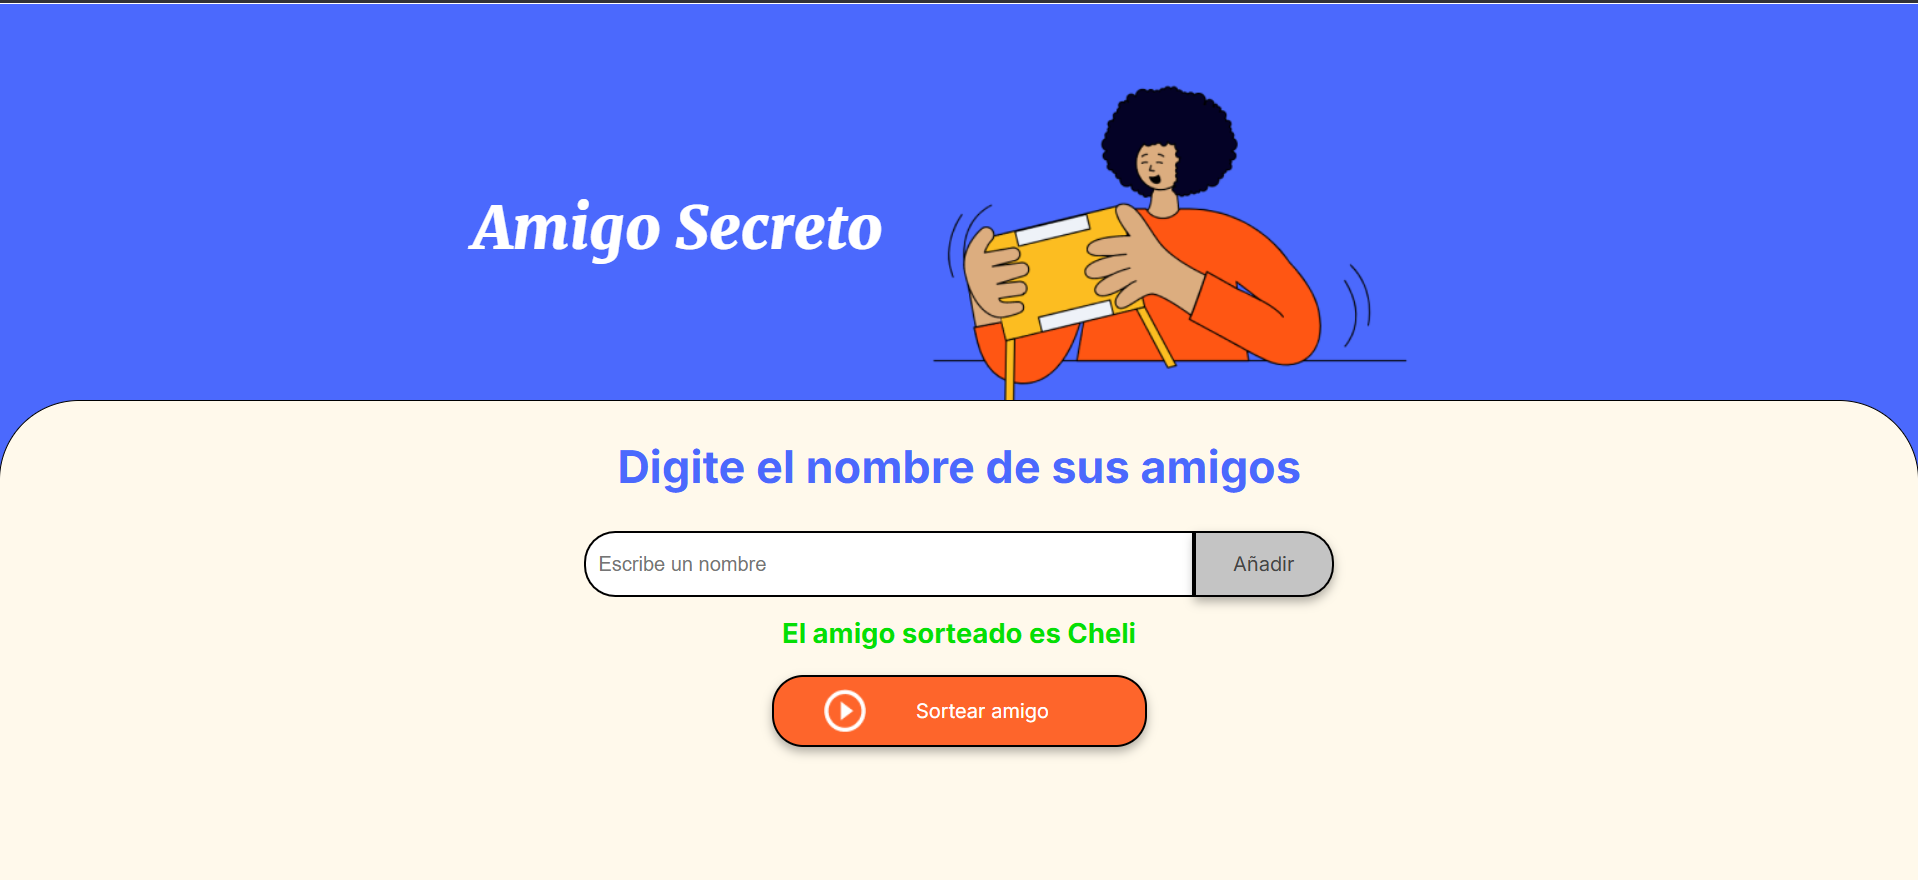 Amigo Secreto
Digite el nombre de sus amigos
Escribe un nombre
Añadir
El amigo sorteado es Cheli
Sortear amigo